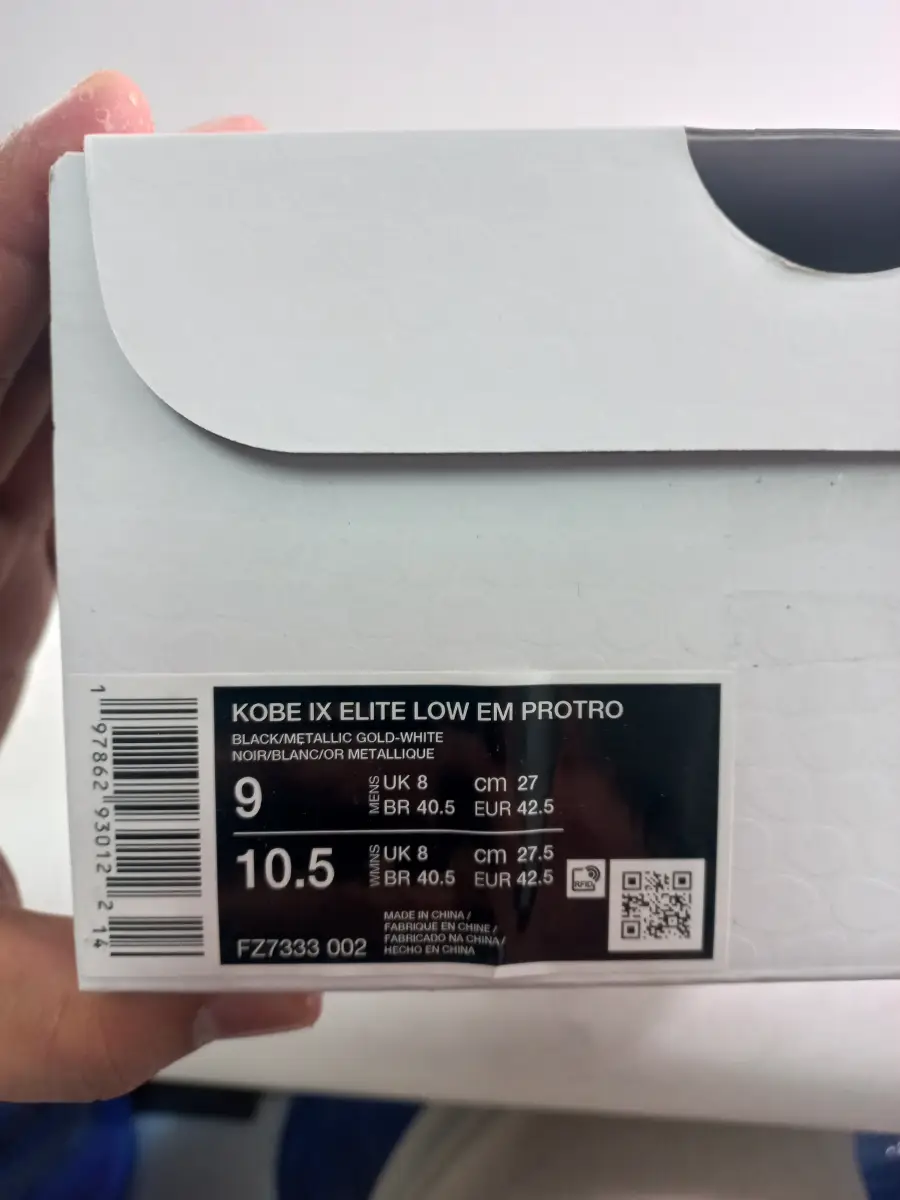 KOBE IX ELITE LOW EM PROTRO
BLACK/METALLIC GOLD-WHITE
NOIR/BLANC/OR METALLIQUE
9 MENS UK 8 cm 27
BR 40.5 EUR 42.5
10.5 WMNS UK 8 cm 27.5
BR 40.5 EUR 42.5
RFID
MADE IN CHINA /
FABRIQUE EN CHINE /
FABRICADO NA CHINA /
HECHO EN CHINA
FZ7333 002
1 97862 93012 2 14